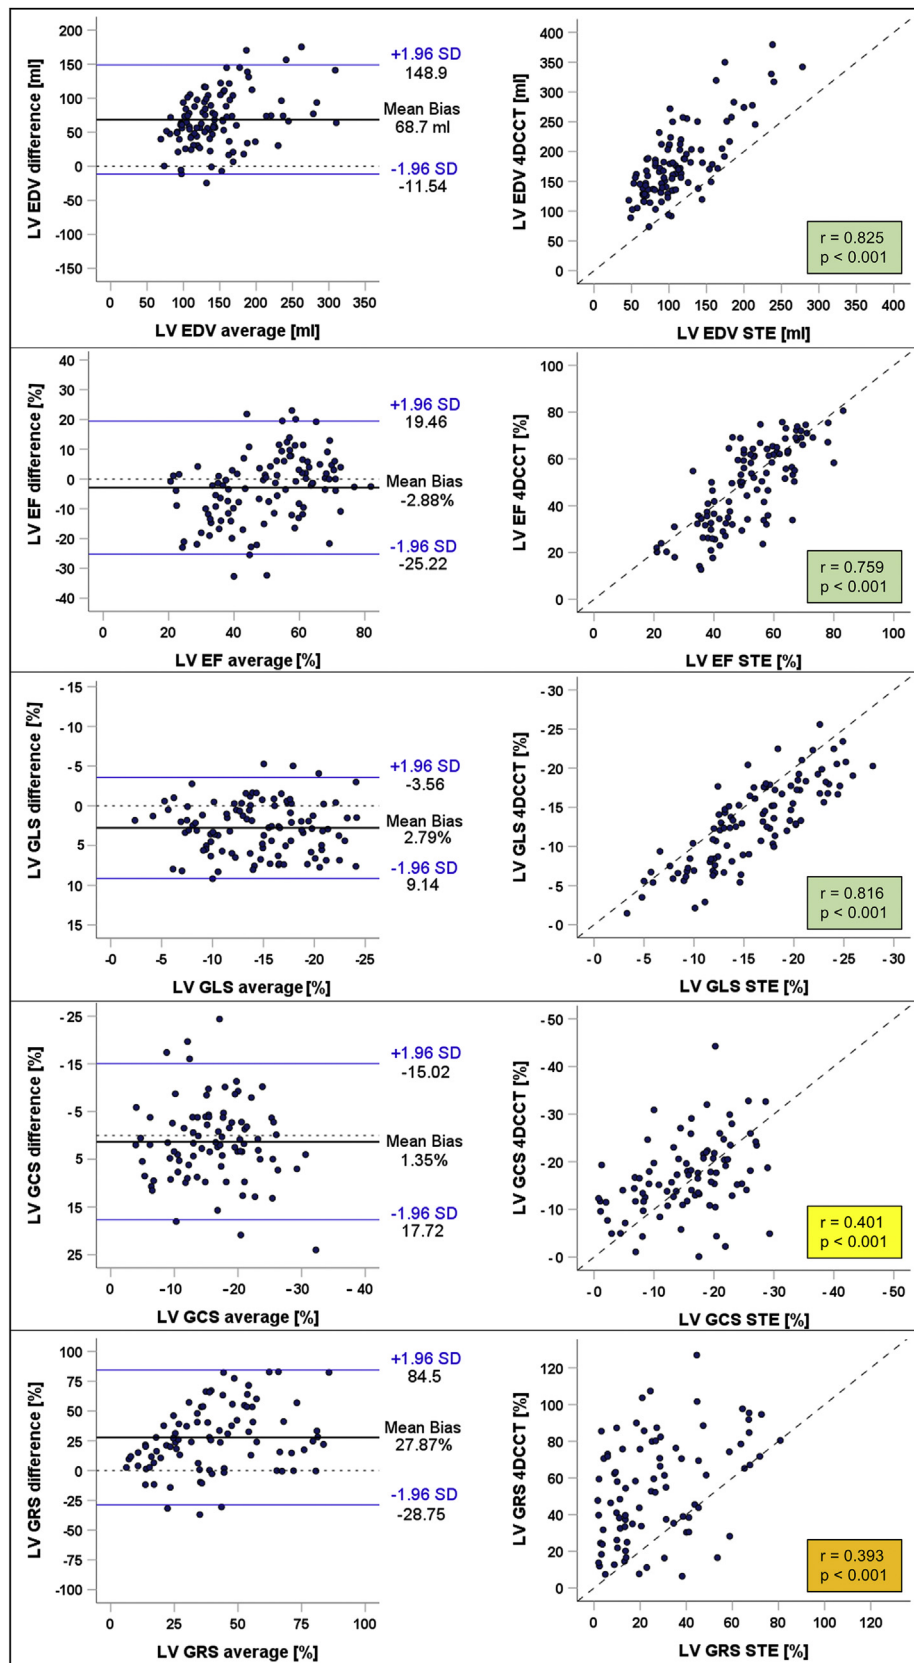 LV EDV difference [ml]
200
150
100
50
0
-50
-100
-150
0 50 100 150 200 250 300 350
LV EDV average [ml]
+1.96 SD
148.9
Mean Bias
68.7 ml
-1.96 SD
-11.54
LV EDV 4DCCT [ml]
400
350
300
250
200
150
100
50
0
0 50 100 150 200 250 300 350 400
LV EDV STE [ml]
r = 0.825
p < 0.001
LV EF difference [%]
40
30
20
10
0
-10
-20
-30
-40
0 20 40 60 80
LV EF average [%]
+1.96 SD
19.46
Mean Bias
-2.88%
-1.96 SD
-25.22
LV EF 4DCCT [%]
100
80
60
40
20
0
0 20 40 60 80 100
LV EF STE [%]
r = 0.759
p < 0.001
LV GLS difference [%]
- 15
- 10
-5
0
5
10
15
-0 -5 -10 -15 -20 -25
LV GLS average [%]
+1.96 SD
-3.56
Mean Bias
2.79%
-1.96 SD
9.14
LV GLS 4DCCT [%]
- 30
- 25
- 20
- 15
- 10
- 5
- 0
- 0 - 5 - 10 - 15 - 20 - 25 - 30
LV GLS STE [%]
r = 0.816
p < 0.001
LV GCS difference [%]
- 25
-15
-5
5
15
25
-0 -10 -20 -30 - 40
LV GCS average [%]
+1.96 SD
-15.02
Mean Bias
1.35%
-1.96 SD
17.72
LV GCS 4DCCT [%]
- 50
- 40
- 30
- 20
- 10
- 0
- 0 - 10 - 20 - 30 - 40 - 50
LV GCS STE [%]
r = 0.401
p < 0.001
LV GRS difference [%]
100
75
50
25
0
-25
-50
-75
-100
0 25 50 75 100
LV GRS average [%]
+1.96 SD
84.5
Mean Bias
27.87%
-1.96 SD
-28.75
LV GRS 4DCCT [%]
120
100
80
60
40
20
0
0 20 40 60 80 100 120
LV GRS STE [%]
r = 0.393
p < 0.001